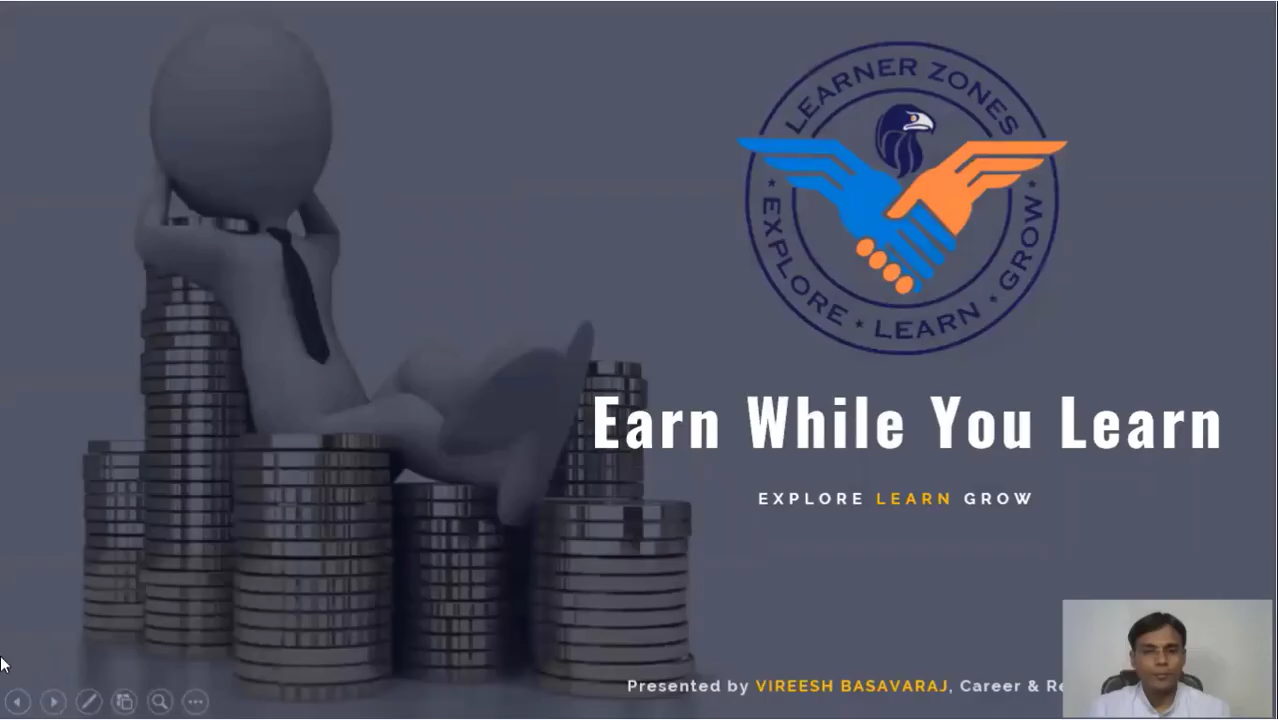 LEARNER ZONES
EXPLORE ★ LEARN ★ GROW
Earn While You Learn
EXPLORE LEARN GROW
Presented by VIREESH BASAVARAJ, Career &